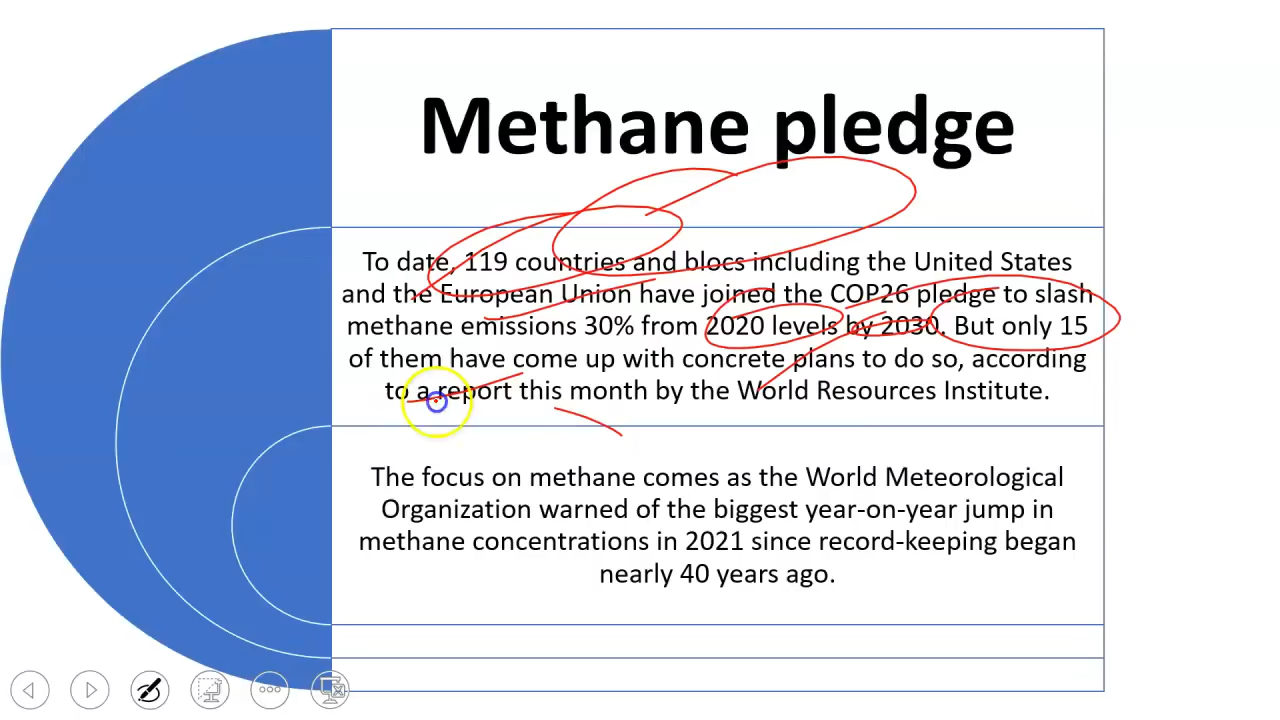 Methane pledge
To date, 119 countries and blocs including the United States
and the European Union have joined the COP26 pledge to slash
methane emissions 30% from 2020 levels by 2030. But only 15
of them have come up with concrete plans to do so, according
to a report this month by the World Resources Institute.
The focus on methane comes as the World Meteorological
Organization warned of the biggest year-on-year jump in
methane concentrations in 2021 since record-keeping began
nearly 40 years ago.